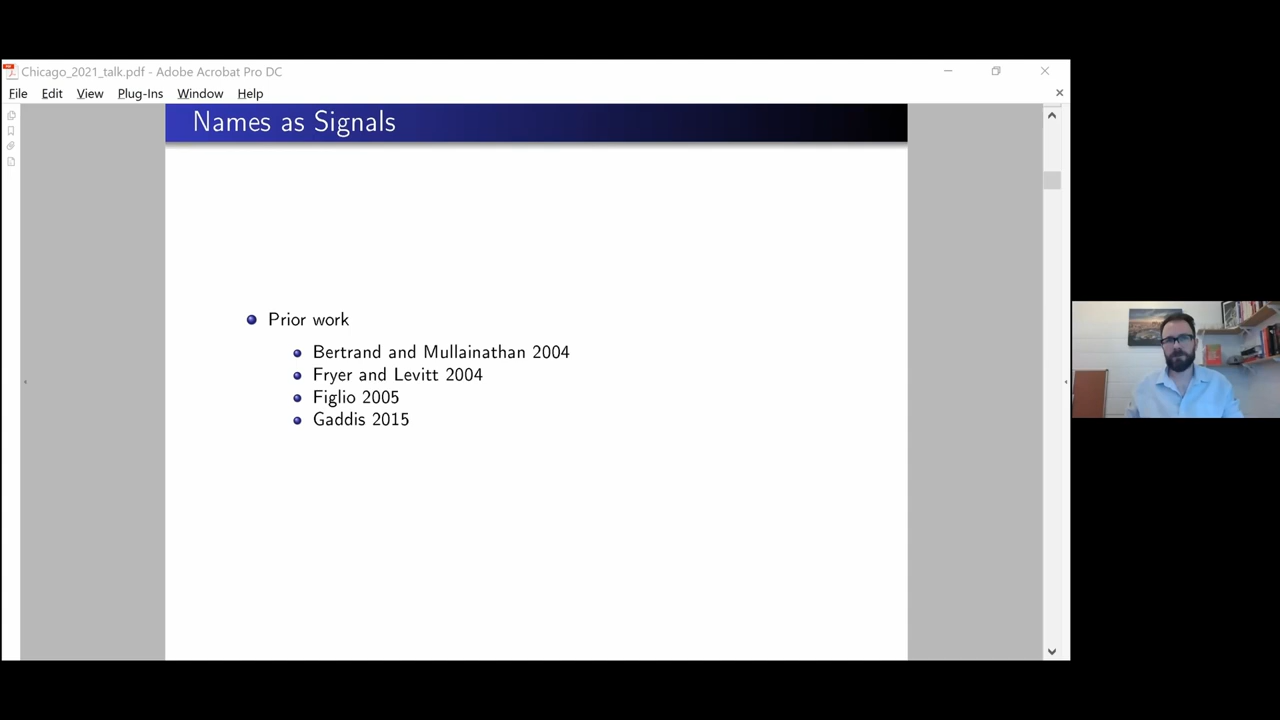 Chicago_2021_talk.pdf - Adobe Acrobat Pro DC
File Edit View Plug-Ins Window Help
Names as Signals
Prior work
Bertrand and Mullainathan 2004
Fryer and Levitt 2004
Figlio 2005
Gaddis 2015